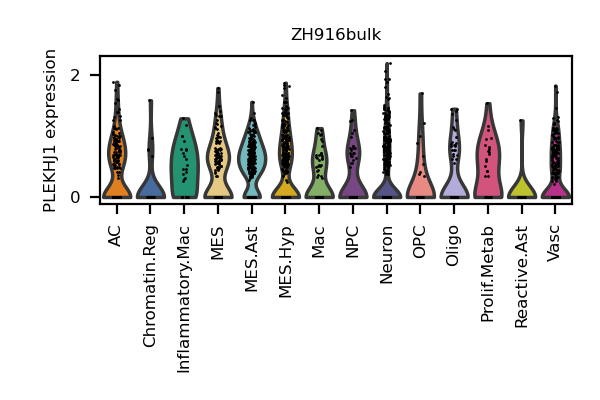 ZH916bulk
PLEKHJ1 expression
2
0
AC
Chromatin.Reg
Inflammatory.Mac
MES
MES.Ast
MES.Hyp
Mac
NPC
Neuron
OPC
Oligo
Prolif.Metab
Reactive.Ast
Vasc